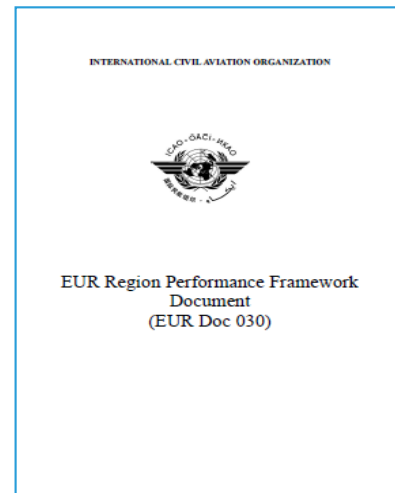 INTERNATIONAL CIVIL AVIATION ORGANIZATION
ICAO · OACI · ИКАО
EUR Region Performance Framework
Document
(EUR Doc 030)